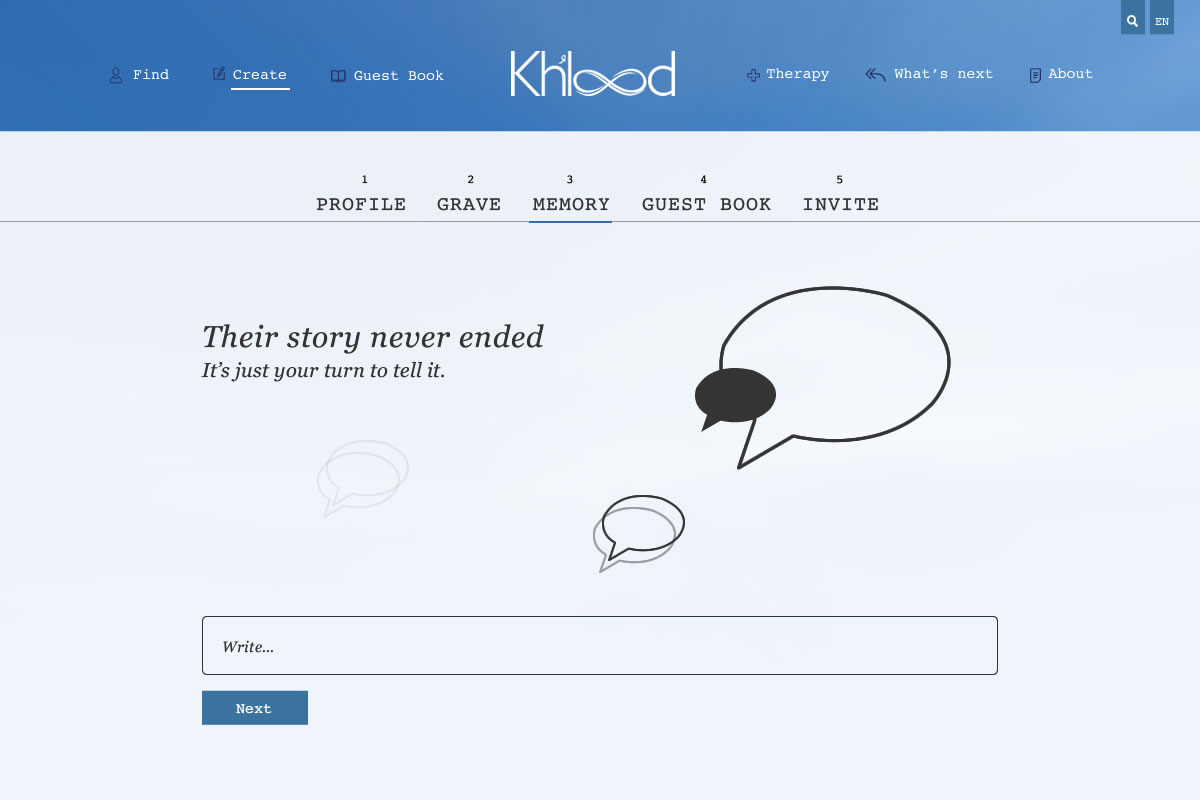 EN
Find
Create
Guest Book
Khlood
Therapy
What's next
About
1
2
3
4
5
PROFILE
GRAVE
MEMORY
GUEST BOOK
INVITE
Their story never ended
It’s just your turn to tell it.
Write...
Next